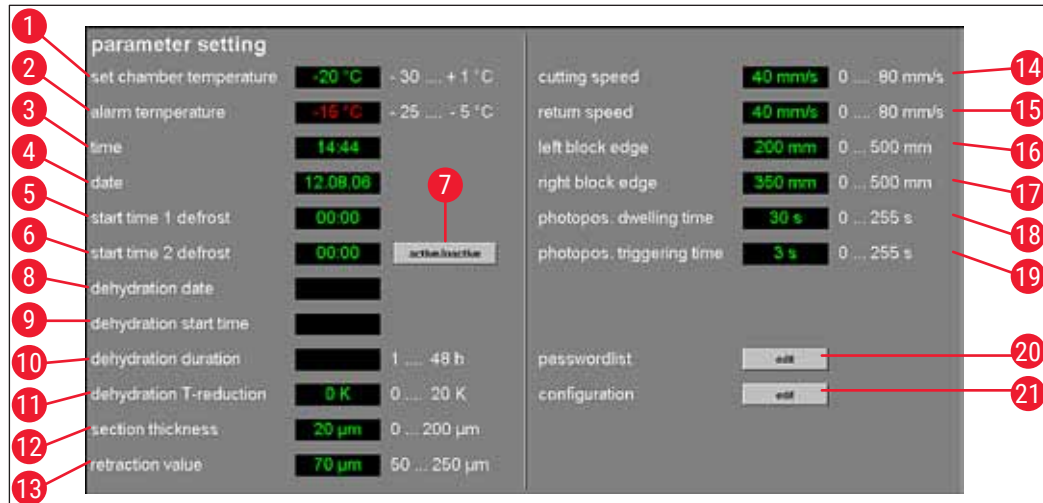 parameter setting
1 set chamber temperature -20 °C - 30 .... + 1 °C
2 alarm temperature -15 °C - 25 .... - 5 °C
3 time 14:44
4 date 12.08.06
5 start time 1 defrost 00:00
7
6 start time 2 defrost 00:00 active/inactive
8 dehydration date
9 dehydration start time
10 dehydration duration 1 .... 48 h
11 dehydration T-reduction 0 K 0 .... 20 K
12 section thickness 20 µm 0 ... 200 µm
13 retraction value 70 µm 50 ... 250 µm
cutting speed 40 mm/s 0 .... 80 mm/s 14
return speed 40 mm/s 0 .... 80 mm/s 15
left block edge 200 mm 0 ... 500 mm 16
right block edge 350 mm 0 ... 500 mm 17
photopos. dwelling time 30 s 0 ... 255 s 18
photopos. triggering time 3 s 0 ... 255 s 19
passwordlist edit 20
configuration edit 21